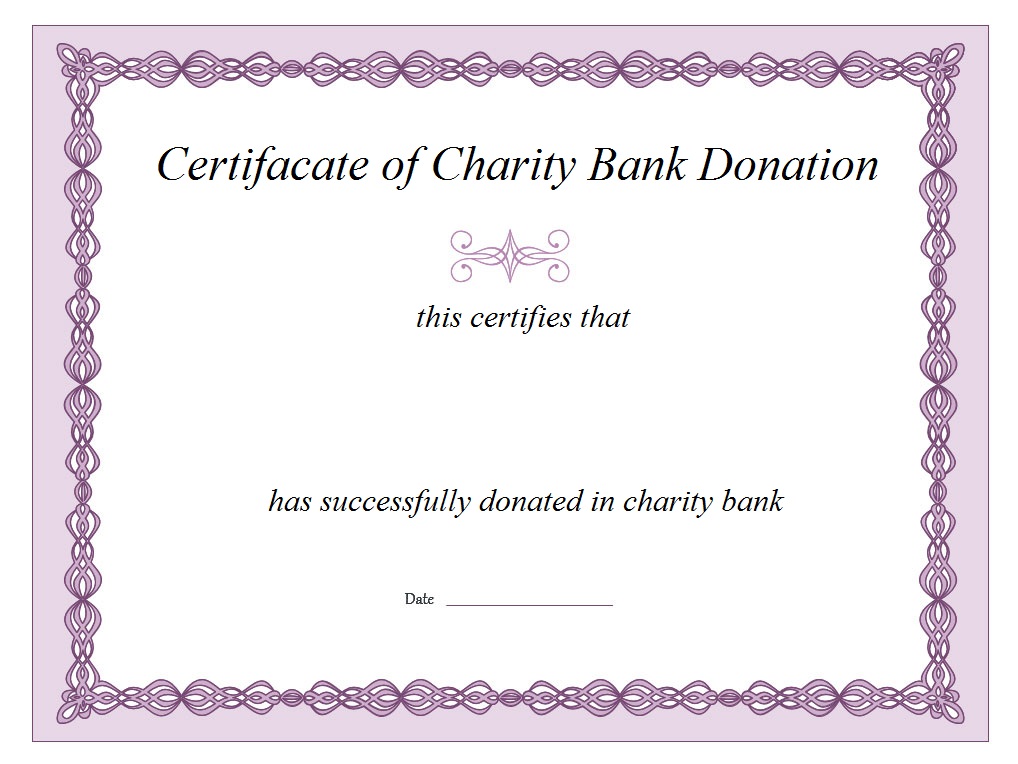 Certifacate of Charity Bank Donation
this certifies that
has successfully donated in charity bank
Date